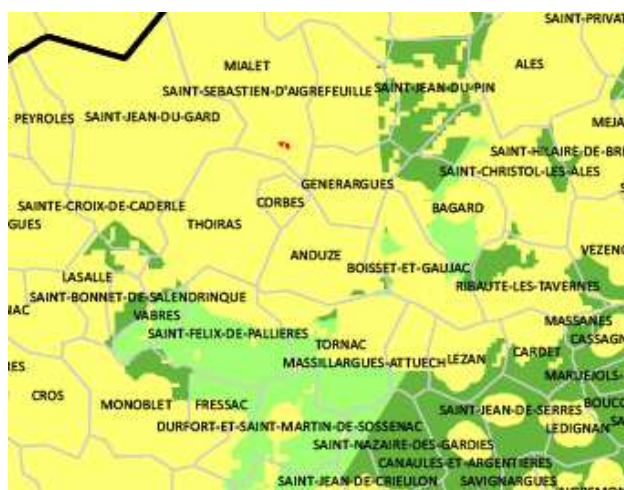 SAINT-PRIVAT
MIALET
ALES
SAINT-SEBASTIEN-D'AIGREFEUILLE
SAINT-JEAN-DU-PIN
PEYROLES
SAINT-JEAN-DU-GARD
MEJA
SAINT-HILAIRE-DE-BR
SAINT-CHRISTOL-LES-ALES
GENERARGUES
SAINTE-CROIX-DE-CADERLE
CORBES
BAGARD
GUES
THOIRAS
ANDUZE
VEZENO
BOISSET-ET-GAUJAC
LASALLE
RIBAUTE-LES-TAVERNES
SAINT-BONNET-DE-SALENDRINQUE
NAC
VABRES
MASSANES
SAINT-FELIX-DE-PALLIERES
CASSAGN
TORNAC
MASSILLARGUES-ATTUECH
LEZAN
CARDET
RES
MARUEJOLS-
CROS
MONOBLET
FRESSAC
SAINT-JEAN-DE-SERRES
BOUCO
DURFORT-ET-SAINT-MARTIN-DE-SOSSENAC
LEDIGNAN
SA
SAINT-NAZAIRE-DES-GARDIES
CANAULES-ET-ARGENTIERES
SAINT-JEAN-DE-CRIEULON
SAVIGNARGUES